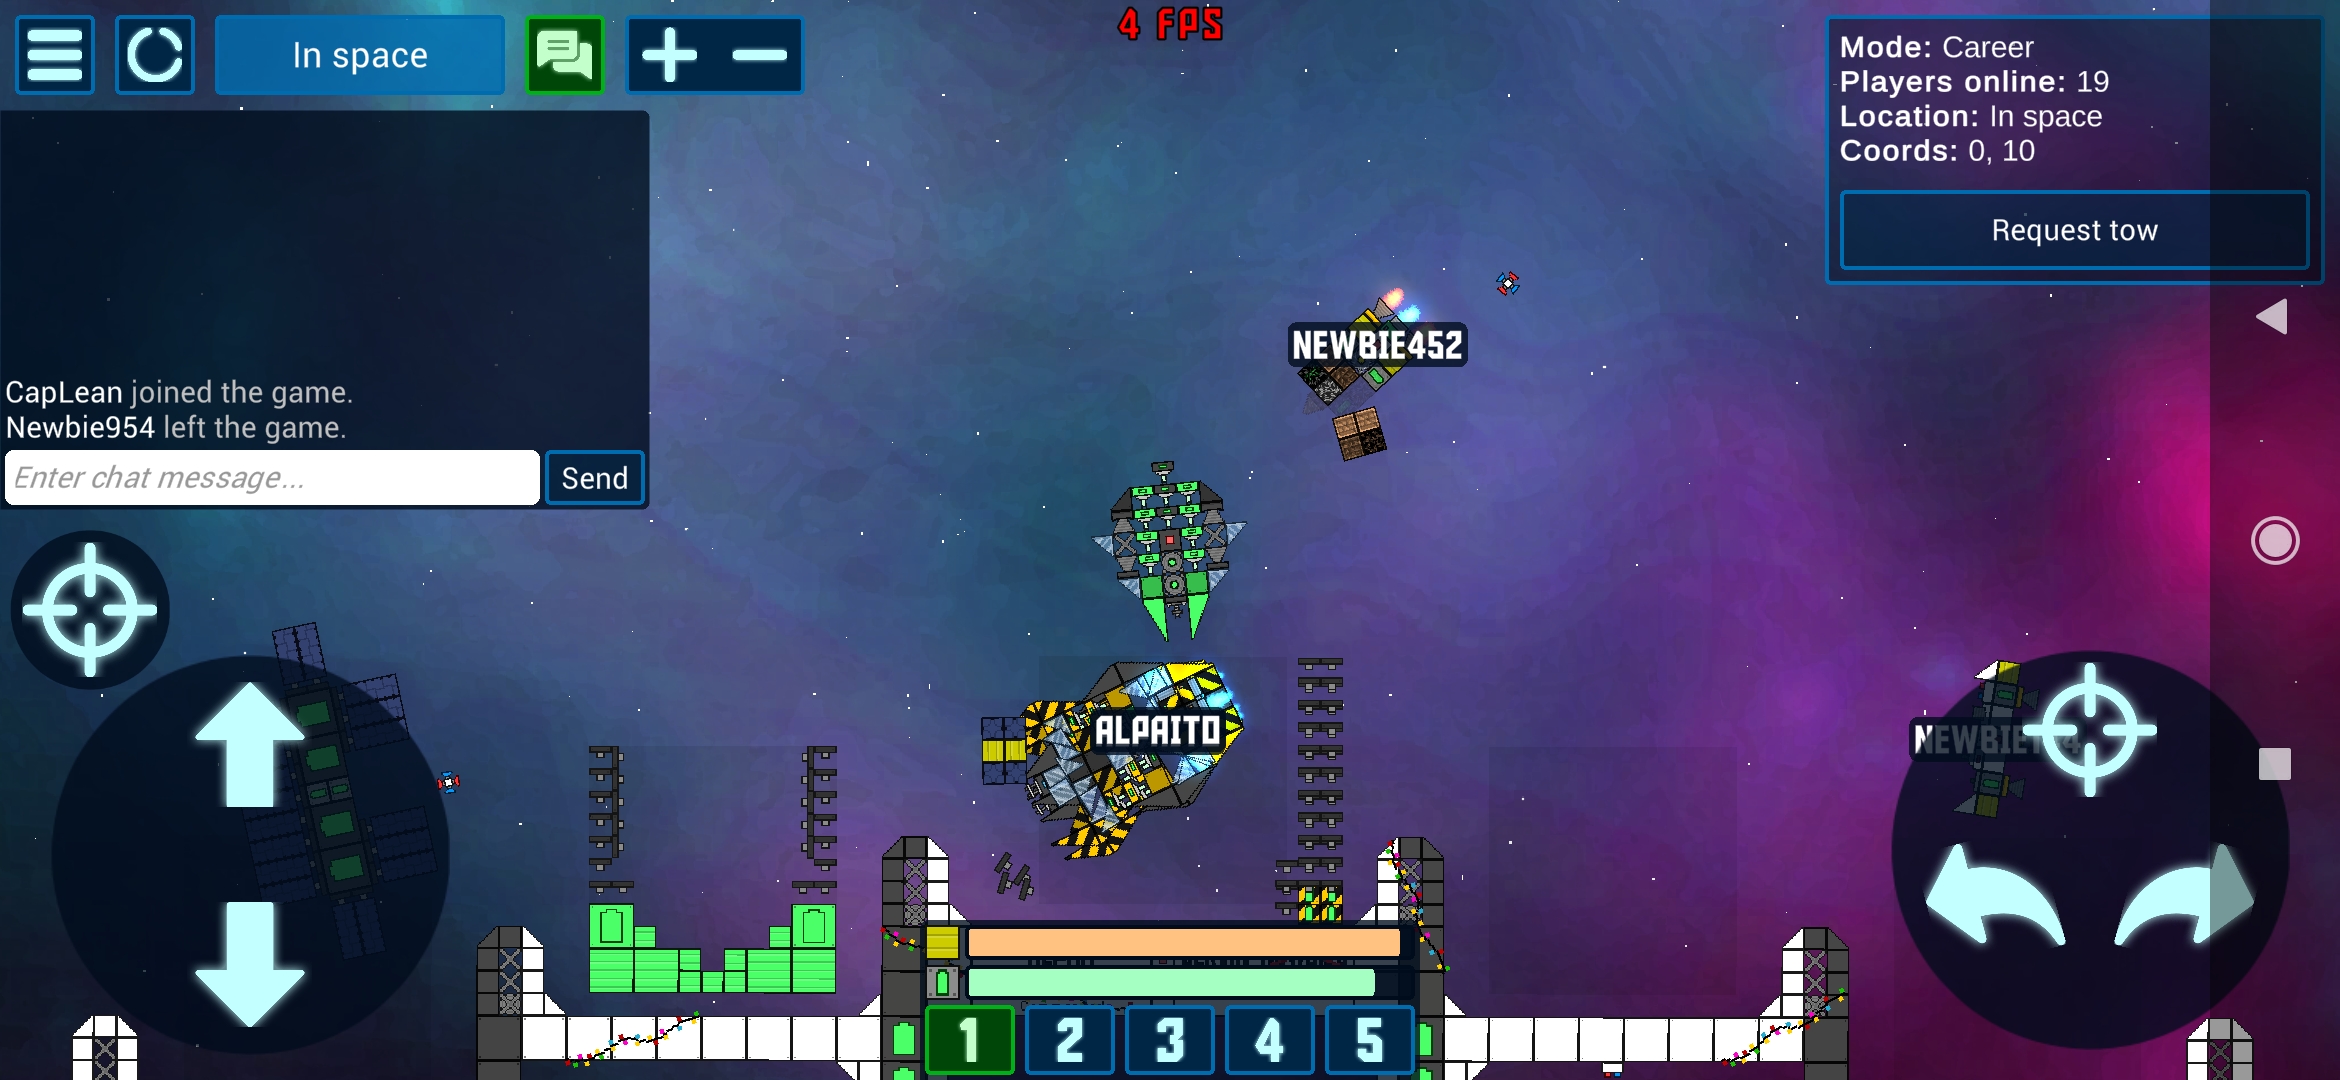 In space
4 FPS
Mode: Career
Players online: 19
Location: In space
Coords: 0, 10
Request tow
CapLean joined the game.
Newbie954 left the game.
Enter chat message...
Send
NEWBIE452
ALPAITO
1 2 3 4 5